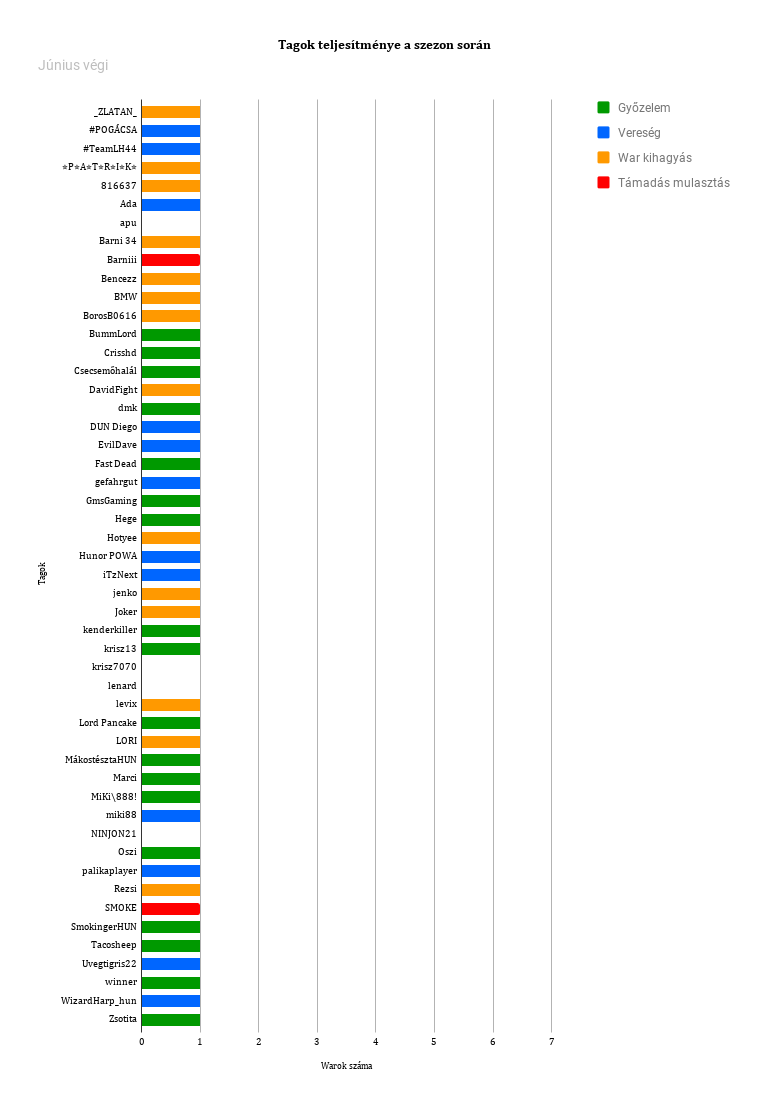 Tagok teljesítménye a szezon során
Június végi
Győzelem
Vereség
War kihagyás
Támadás mulasztás
_ZLATAN_
#POGÁCSA
#TeamLH44
*P*A*T*R*I*K*
816637
Ada
apu
Barni 34
Barniii
Bencezz
BMW
BorosB0616
BummLord
Crisshd
Csecsemőhalál
DavidFight
dmk
DUN Diego
EvilDave
Fast Dead
gefahrgut
GmsGaming
Hege
Hotyee
Hunor POWA
iTzNext
jenko
Joker
kenderkiller
krisz13
krisz7070
lenard
levix
Lord Pancake
LORI
MákostésztaHUN
Marci
MiKi\888!
miki88
NINJON21
Oszi
palikaplayer
Rezsi
SMOKE
SmokingerHUN
Tacosheep
Uvegtigris22
winner
WizardHarp_hun
Zsotita
Tagok
0 1 2 3 4 5 6 7
Warok száma